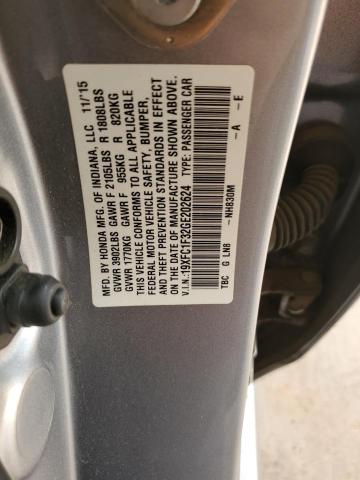 MFD. BY HONDA MFG. OF INDIANA, LLC 11/'15
GVWR 3902LBS GAWR F 2105LBS R 1808LBS
GVWR 1770KG GAWR F 955KG R 820KG
THIS VEHICLE CONFORMS TO ALL APPLICABLE
FEDERAL MOTOR VEHICLE SAFETY, BUMPER,
AND THEFT PREVENTION STANDARDS IN EFFECT
ON THE DATE OF MANUFACTURE SHOWN ABOVE.
V.I.N.: 19XFC1F32GE202624 TYPE: PASSENGER CAR
-NH830M -A -E
TBC G LN8